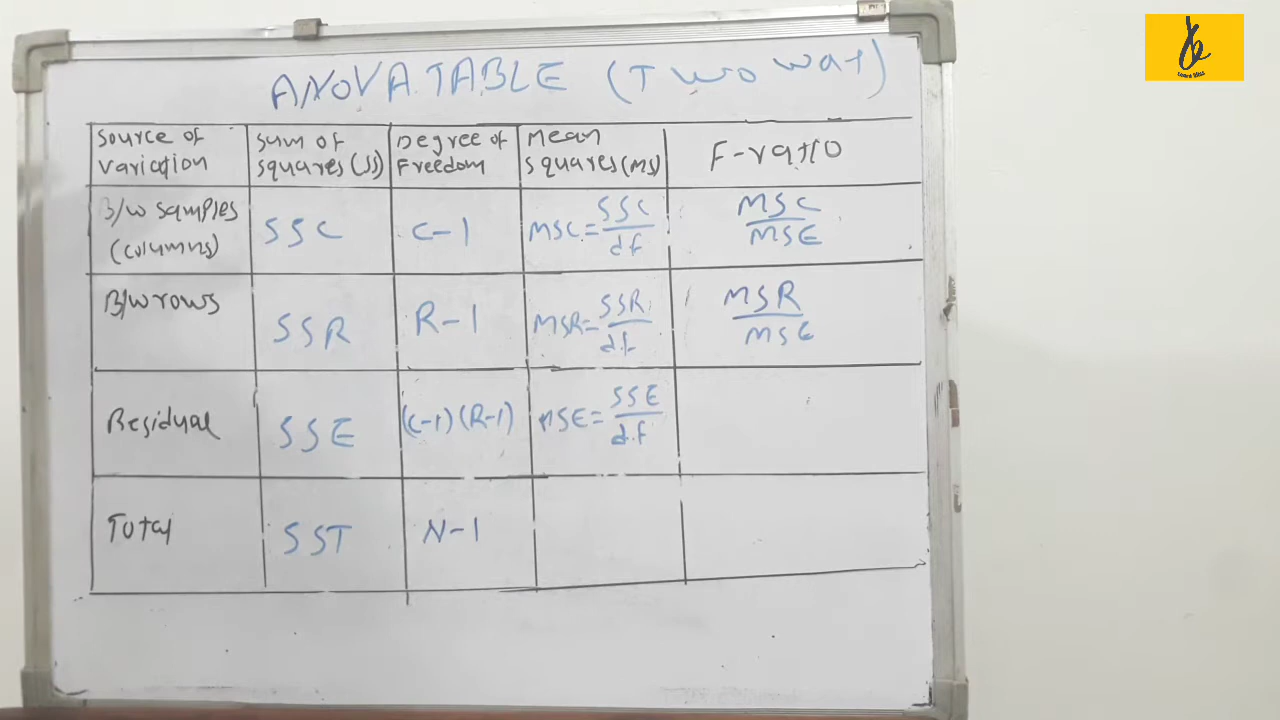 ANOVA TABLE (Two way)
Source of Variation
Sum of squares (SS)
Degree of Freedom
Mean squares (MS)
F-ratio
B/w samples (columns)
SSC
C-1
MSC = SSC/df
MSC/MSE
B/w rows
SSR
R-1
MSR = SSR/d.f.
MSR/MSE
Residual
SSE
(C-1)(R-1)
MSE = SSE/d.f
Total
SST
N-1
Learn Bliss